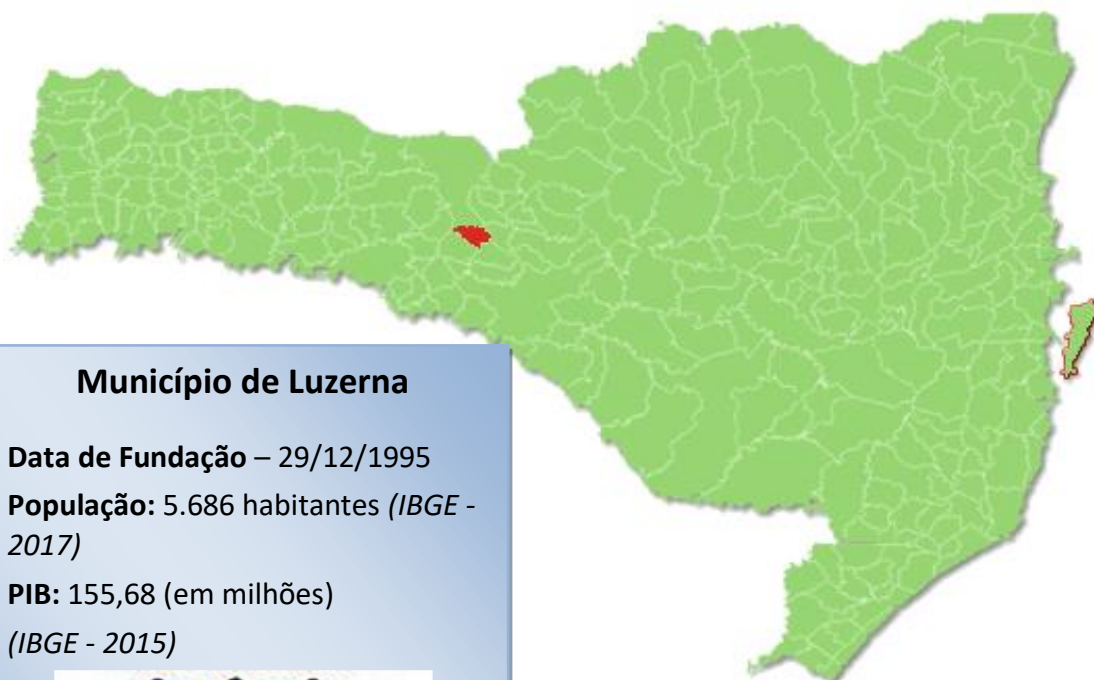 Município de Luzerna
Data de Fundação – 29/12/1995
População: 5.686 habitantes (IBGE -
2017)
PIB: 155,68 (em milhões)
(IBGE - 2015)